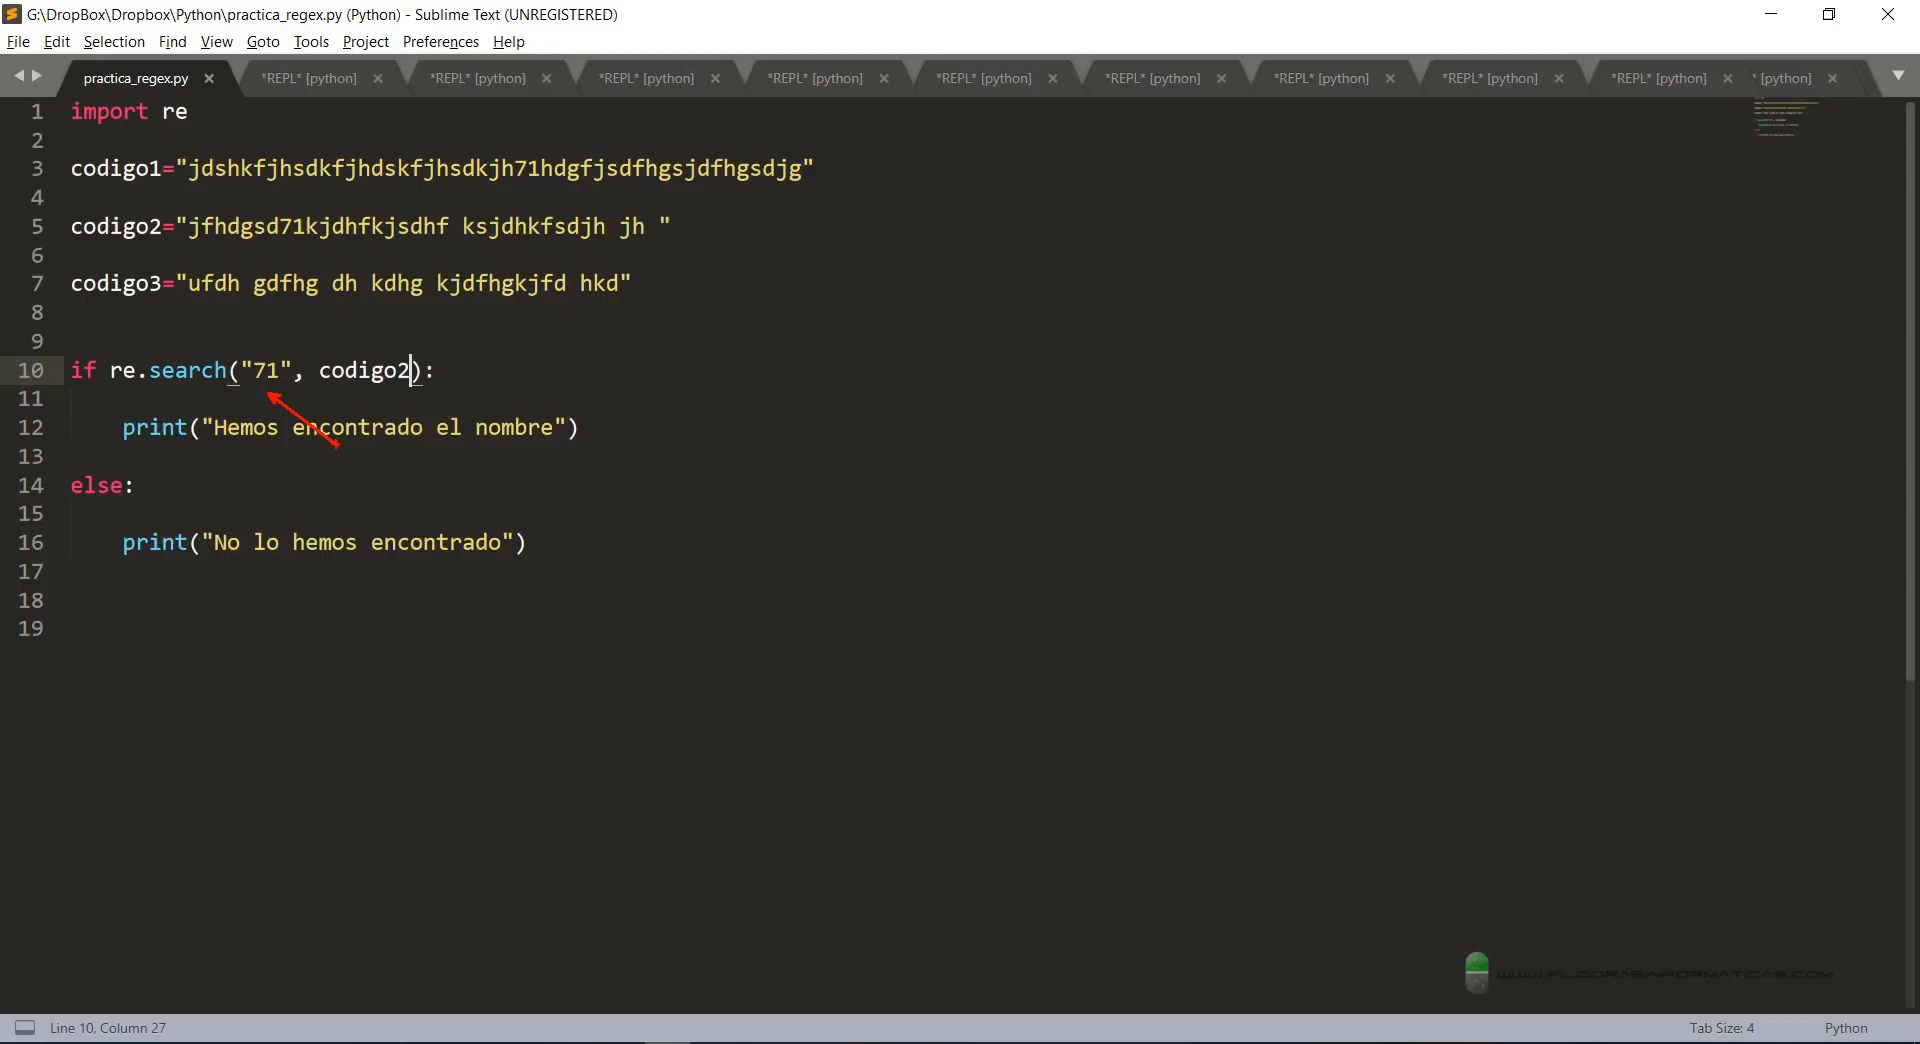 G:\DropBox\Dropbox\Python\practica_regex.py (Python) - Sublime Text (UNREGISTERED)
File Edit Selection Find View Goto Tools Project Preferences Help
practica_regex.py × *REPL* [python] × *REPL* [python] × *REPL* [python] × *REPL* [python] × *REPL* [python] × *REPL* [python] × *REPL* [python] × *REPL* [python] × *REPL* [python] × * [python] ×
1 import re
2
3 codigo1="jdshkfjhsdkfjhdskfjhsdkjh71hdgfjsdfhgsjdfhgsdjg"
4
5 codigo2="jfhdgsd71kjdhfkjsdhf ksjdhkfsdjh jh "
6
7 codigo3="ufdh gdfhg dh kdhg kjdfhgkjfd hkd"
8
9
10 if re.search("71", codigo2):
11
12 print("Hemos encontrado el nombre")
13
14 else:
15
16 print("No lo hemos encontrado")
17
18
19
WWW.PILDORASINFORMATICAS.COM
Line 10, Column 27
Tab Size: 4
Python